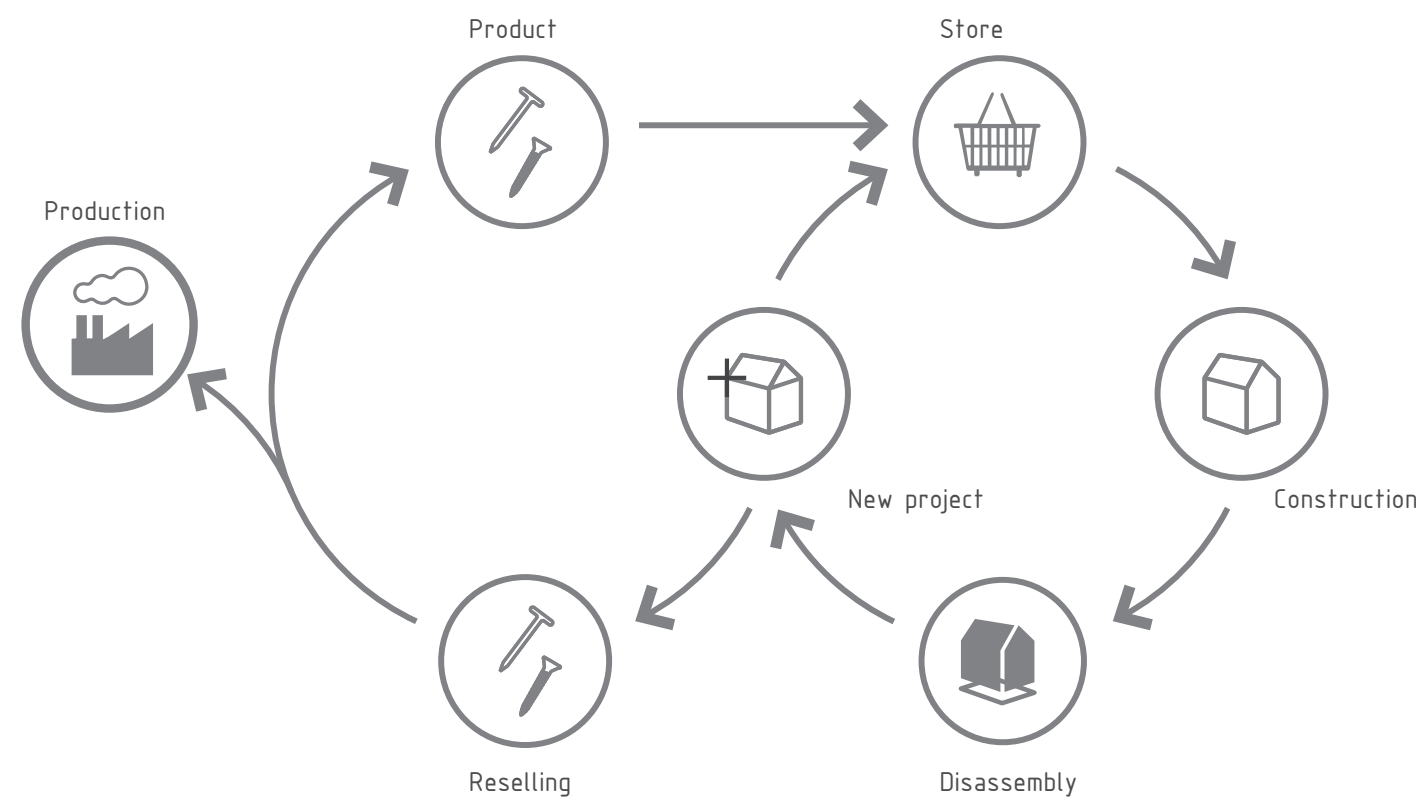 Product
Store
Production
New project
Construction
Reselling
Disassembly